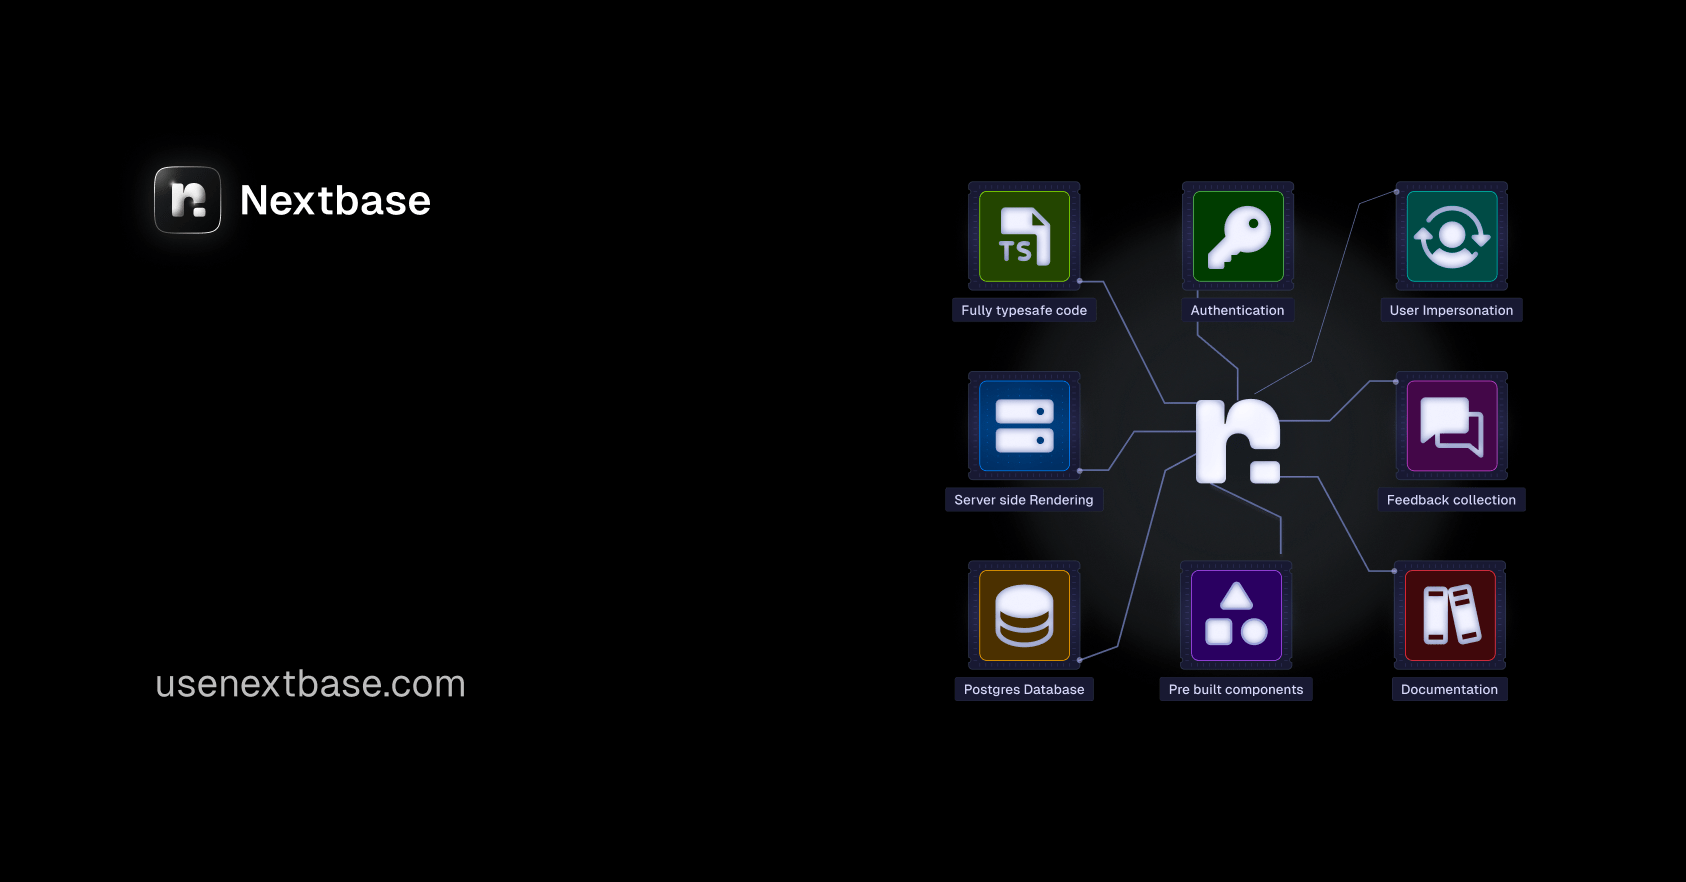 n.
Nextbase
usenextbase.com
TS
Fully typesafe code
Authentication
User Impersonation
n.
Server side Rendering
Feedback collection
Postgres Database
Pre built components
Documentation